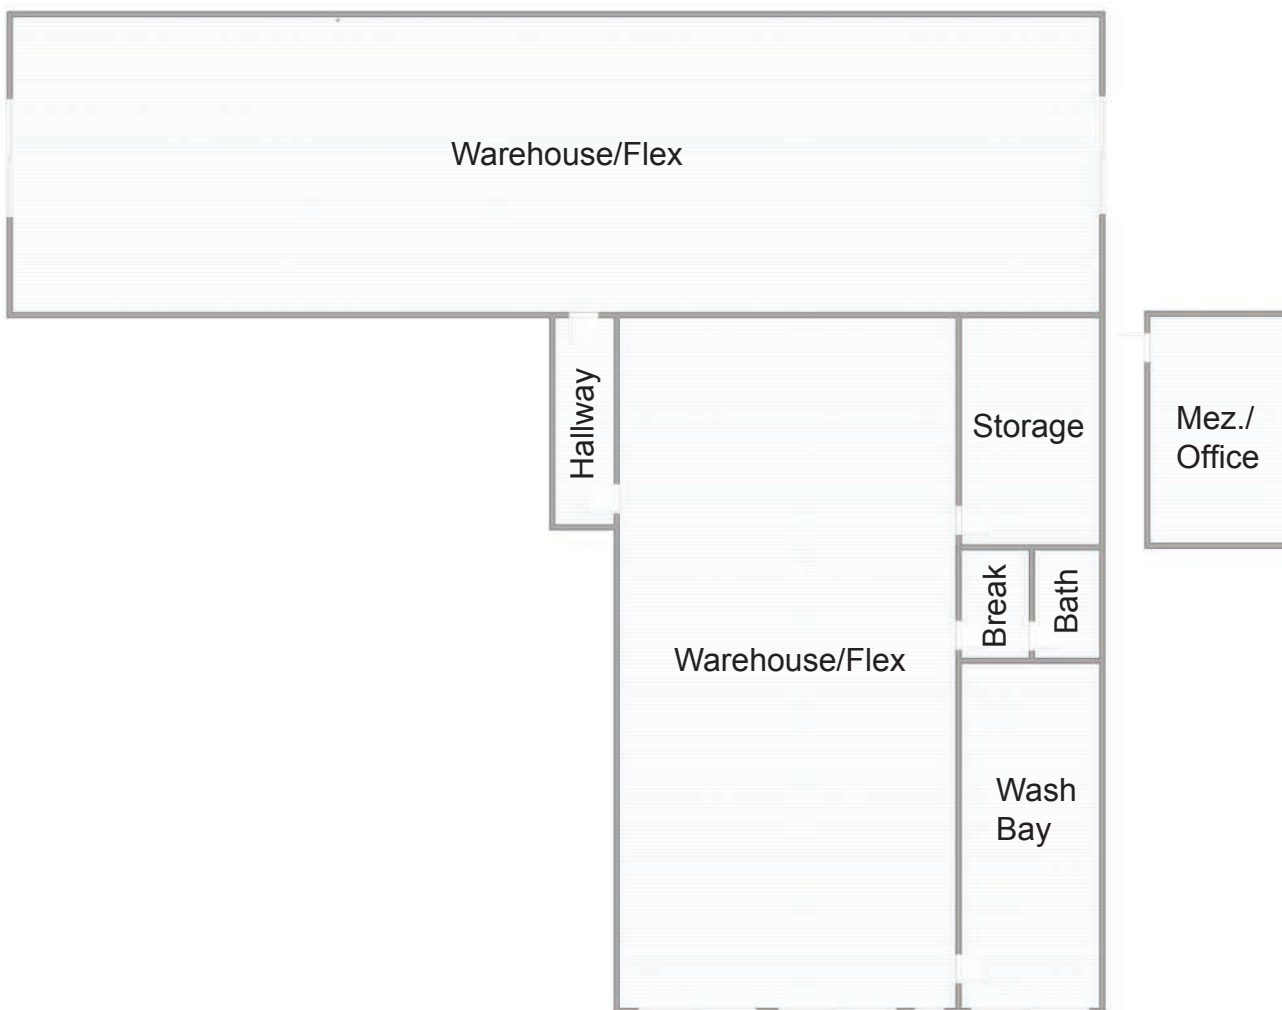 Warehouse/Flex
Hallway
Storage
Mez./
Office
Break
Bath
Warehouse/Flex
Wash
Bay